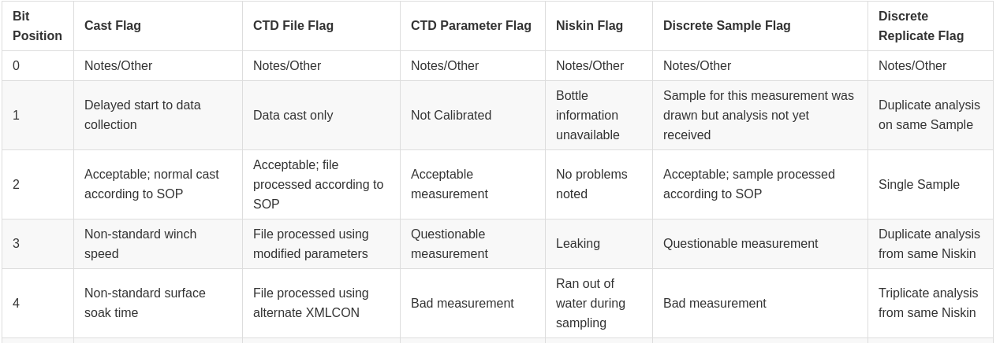 Bit Position | Cast Flag | CTD File Flag | CTD Parameter Flag | Niskin Flag | Discrete Sample Flag | Discrete Replicate Flag
0 | Notes/Other | Notes/Other | Notes/Other | Notes/Other | Notes/Other | Notes/Other
1 | Delayed start to data collection | Data cast only | Not Calibrated | Bottle information unavailable | Sample for this measurement was drawn but analysis not yet received | Duplicate analysis on same Sample
2 | Acceptable; normal cast according to SOP | Acceptable; file processed according to SOP | Acceptable measurement | No problems noted | Acceptable; sample processed according to SOP | Single Sample
3 | Non-standard winch speed | File processed using modified parameters | Questionable measurement | Leaking | Questionable measurement | Duplicate analysis from same Niskin
4 | Non-standard surface soak time | File processed using alternate XMLCON | Bad measurement | Ran out of water during sampling | Bad measurement | Triplicate analysis from same Niskin